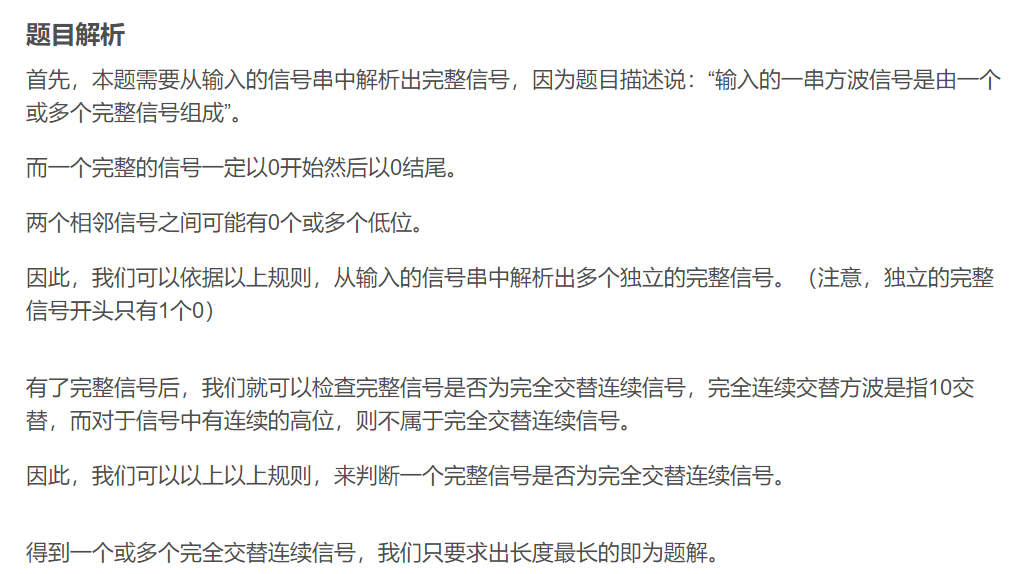 题目解析
首先，本题需要从输入的信号串中解析出完整信号，因为题目描述说：“输入的一串方波信号是由一个
或多个完整信号组成”。
而一个完整的信号一定以0开始然后以0结尾。
两个相邻信号之间可能有0个或多个低位。
因此，我们可以依据以上规则，从输入的信号串中解析出多个独立的完整信号。（注意，独立的完整
信号开头只有1个0）
有了完整信号后，我们就可以检查完整信号是否为完全交替连续信号，完全连续交替方波是指10交
替，而对于信号中有连续的高位，则不属于完全交替连续信号。
因此，我们可以以上以上规则，来判断一个完整信号是否为完全交替连续信号。
得到一个或多个完全交替连续信号，我们只要求出长度最长的即为题解。